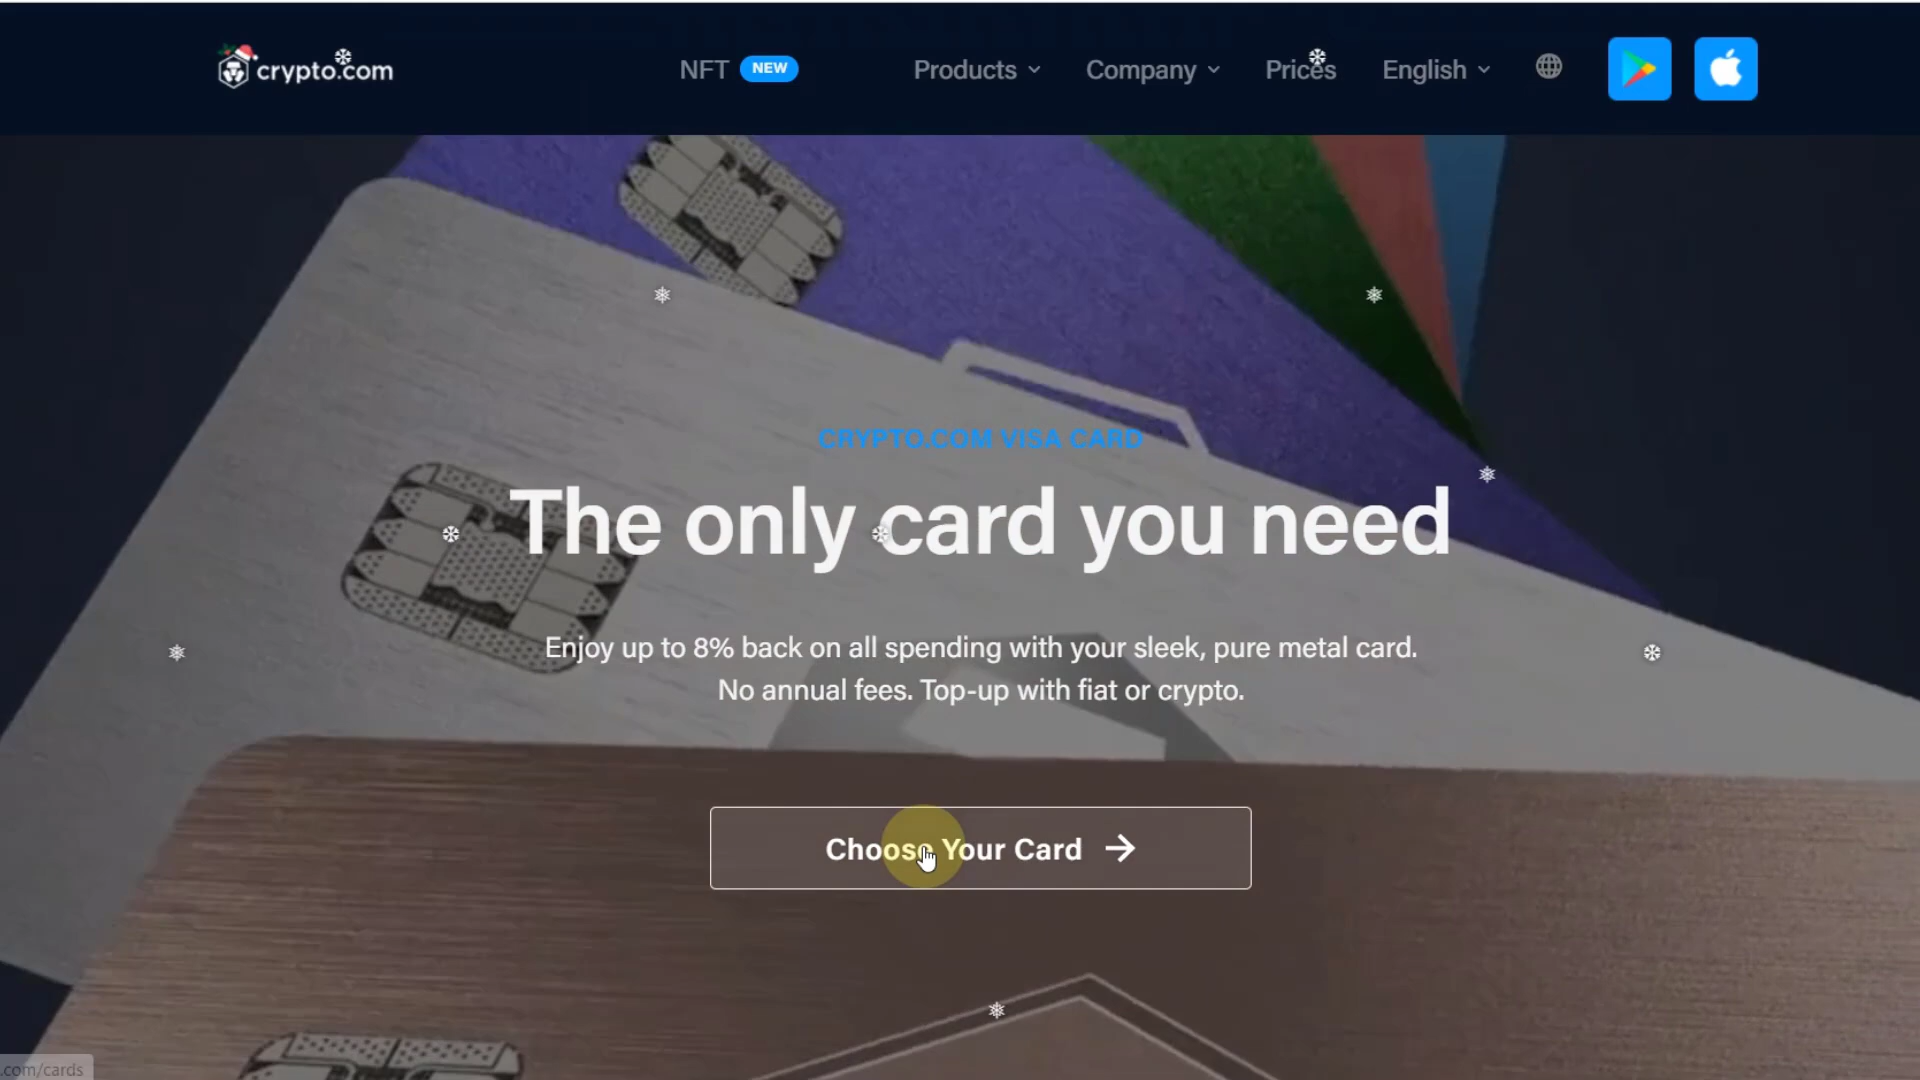 crypto.com
NFT NEW
Products
Company
Prices
English
CRYPTO.COM VISA CARD
The only card you need
Enjoy up to 8% back on all spending with your sleek, pure metal card.
No annual fees. Top-up with fiat or crypto.
Choose Your Card
.com/cards